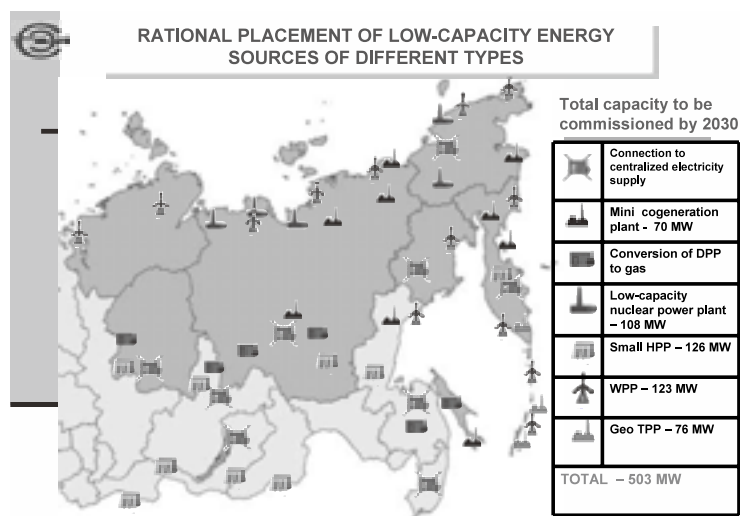 RATIONAL PLACEMENT OF LOW-CAPACITY ENERGY
SOURCES OF DIFFERENT TYPES
Total capacity to be
commissioned by 2030
Connection to
centralized electricity
supply
Mini cogeneration
plant - 70 MW
Conversion of DPP
to gas
Low-capacity
nuclear power plant
– 108 MW
Small HPP – 126 MW
WPP – 123 MW
Geo TPP – 76 MW
TOTAL – 503 MW